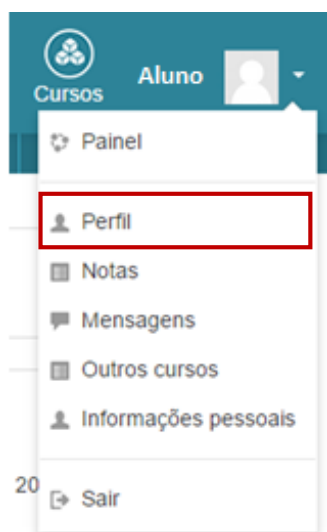 Cursos
Aluno
Painel
Perfil
Notas
Mensagens
Outros cursos
Informações pessoais
20
Sair